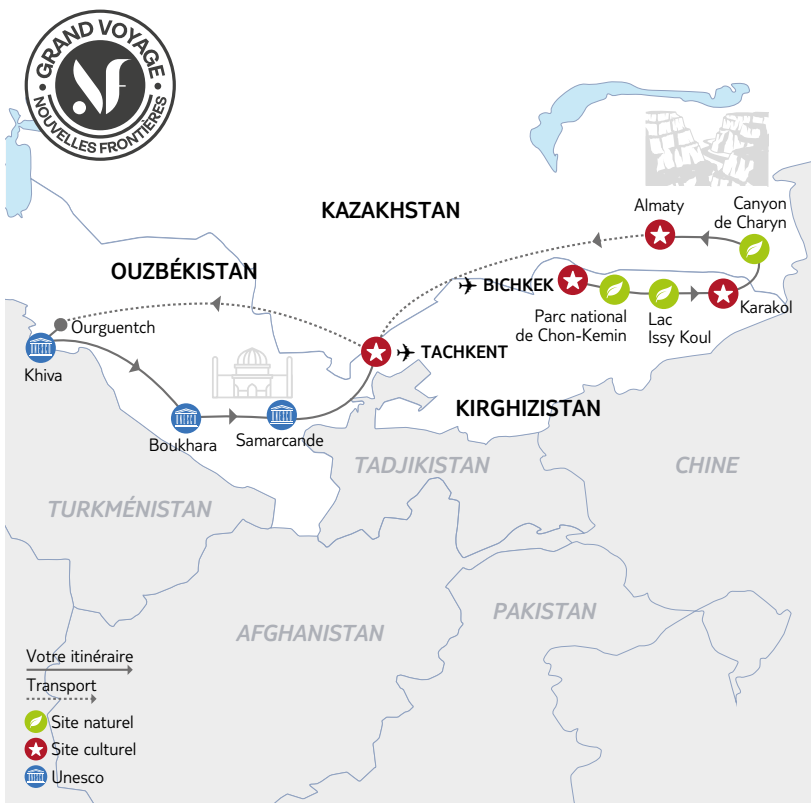 GRAND VOYAGE
NOUVELLES FRONTIÈRES
NF
KAZAKHSTAN
Almaty
Canyon
de Charyn
OUZBÉKISTAN
BICHKEK
Parc national
de Chon-Kemin
Lac
Issy Koul
Karakol
Ourguentch
Khiva
TACHKENT
Boukhara
Samarcande
KIRGHIZISTAN
TADJIKISTAN
CHINE
TURKMÉNISTAN
AFGHANISTAN
PAKISTAN
Votre itinéraire
Transport
Site naturel
Site culturel
Unesco